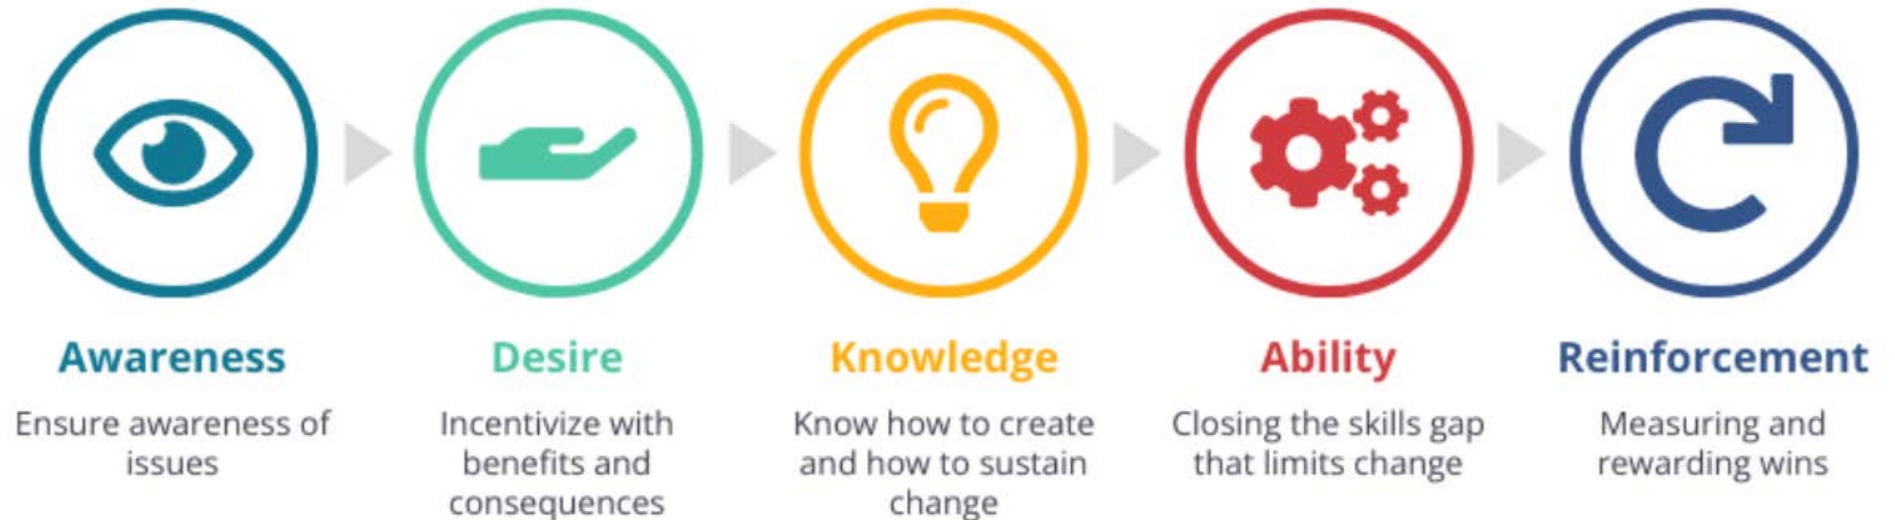 Awareness
Ensure awareness of
issues
Desire
Incentivize with
benefits and
consequences
Knowledge
Know how to create
and how to sustain
change
Ability
Closing the skills gap
that limits change
Reinforcement
Measuring and
rewarding wins